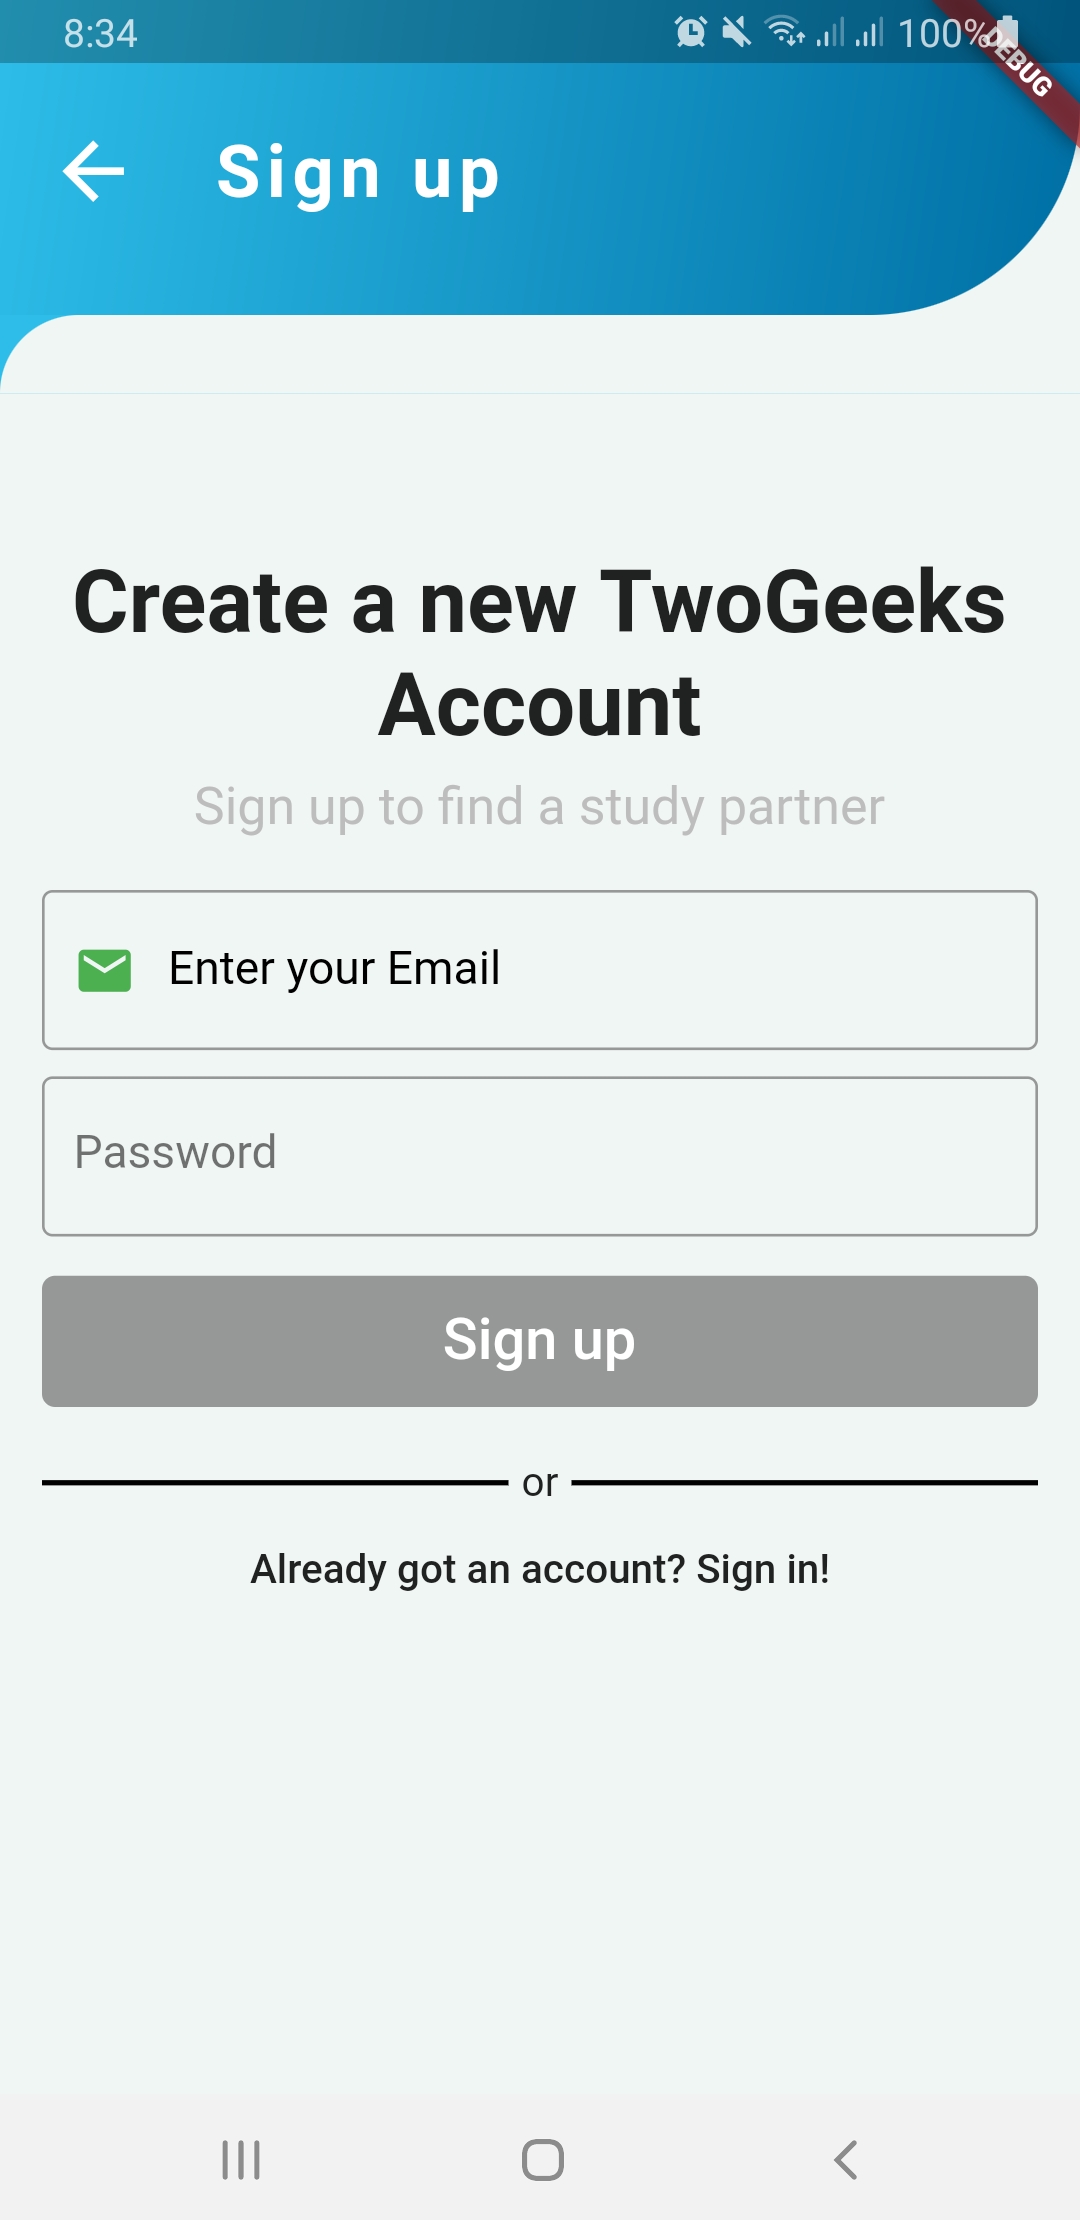 8:34
100%
DEBUG
Sign up
Create a new TwoGeeks
Account
Sign up to find a study partner
Enter your Email
Password
Sign up
or
Already got an account? Sign in!